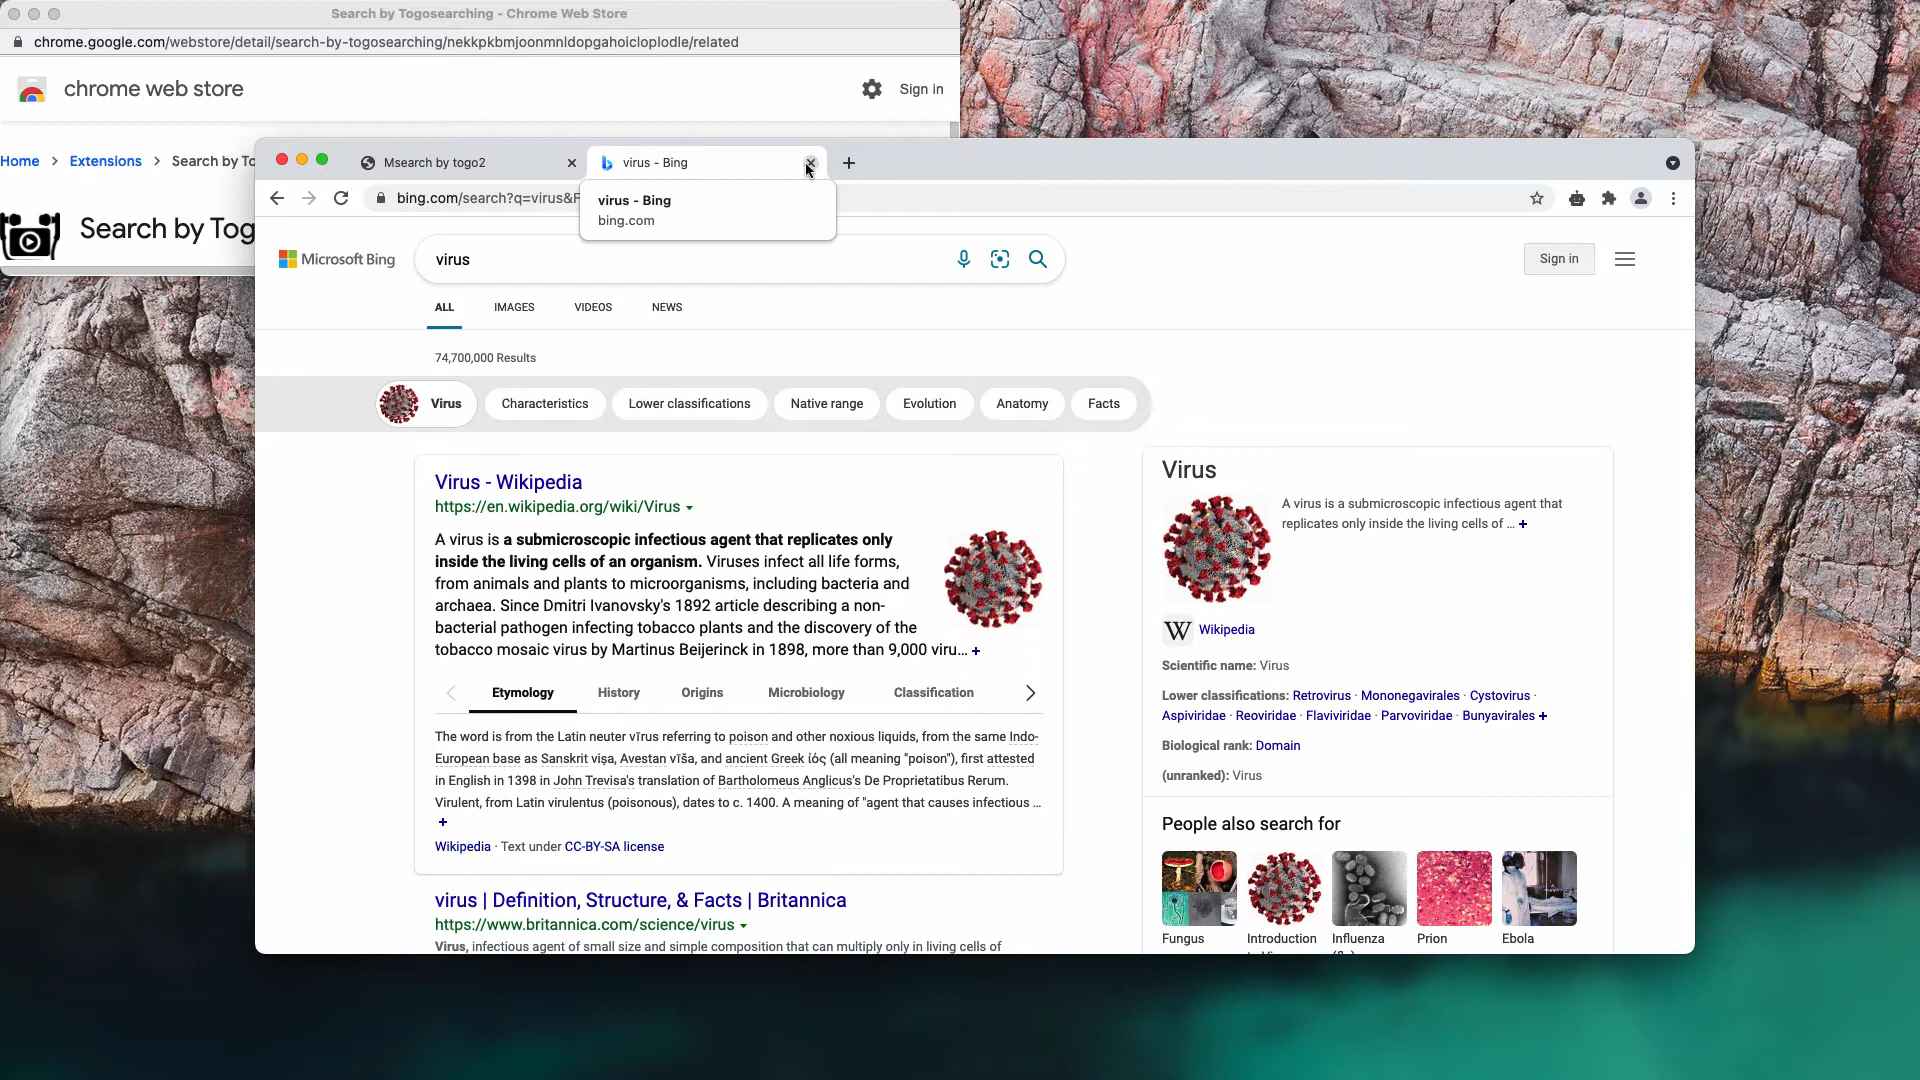 Search by Togosearching - Chrome Web Store
chrome.google.com/webstore/detail/search-by-togosearching/nekkpkbmjoonmnldopgahoicloplodle/related
chrome web store
Sign in
Home > Extensions > Search by To
Search by Tog
Msearch by togo2
virus - Bing
bing.com/search?q=virus&F
virus - Bing
bing.com
Microsoft Bing
virus
Sign in
ALL IMAGES VIDEOS NEWS
74,700,000 Results
Virus Characteristics Lower classifications Native range Evolution Anatomy Facts
Virus - Wikipedia
https://en.wikipedia.org/wiki/Virus
A virus is a submicroscopic infectious agent that replicates only
inside the living cells of an organism. Viruses infect all life forms,
from animals and plants to microorganisms, including bacteria and
archaea. Since Dmitri Ivanovsky's 1892 article describing a non-
bacterial pathogen infecting tobacco plants and the discovery of the
tobacco mosaic virus by Martinus Beijerinck in 1898, more than 9,000 viru... +
Etymology History Origins Microbiology Classification
The word is from the Latin neuter vīrus referring to poison and other noxious liquids, from the same Indo-
European base as Sanskrit viṣa, Avestan vīša, and ancient Greek ἰός (all meaning "poison"), first attested
in English in 1398 in John Trevisa's translation of Bartholomeus Anglicus's De Proprietatibus Rerum.
Virulent, from Latin virulentus (poisonous), dates to c. 1400. A meaning of "agent that causes infectious ...
+
Wikipedia · Text under CC-BY-SA license
virus | Definition, Structure, & Facts | Britannica
https://www.britannica.com/science/virus
Virus, infectious agent of small size and simple composition that can multiply only in living cells of
Virus
A virus is a submicroscopic infectious agent that
replicates only inside the living cells of ... +
W Wikipedia
Scientific name: Virus
Lower classifications: Retrovirus · Mononegavirales · Cystovirus ·
Aspiviridae · Reoviridae · Flaviviridae · Parvoviridae · Bunyavirales +
Biological rank: Domain
(unranked): Virus
People also search for
Fungus Introduction Influenza Prion Ebola